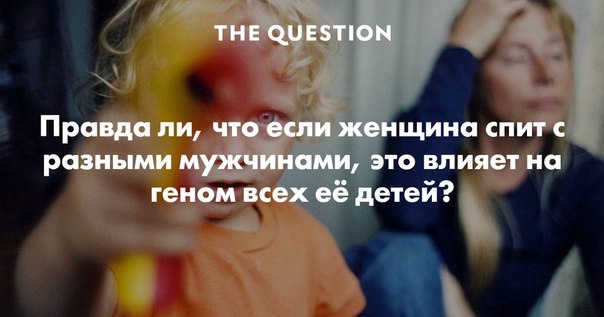 THE QUESTION
Правда ли, что если женщина спит с
разными мужчинами, это влияет на
геном всех её детей?